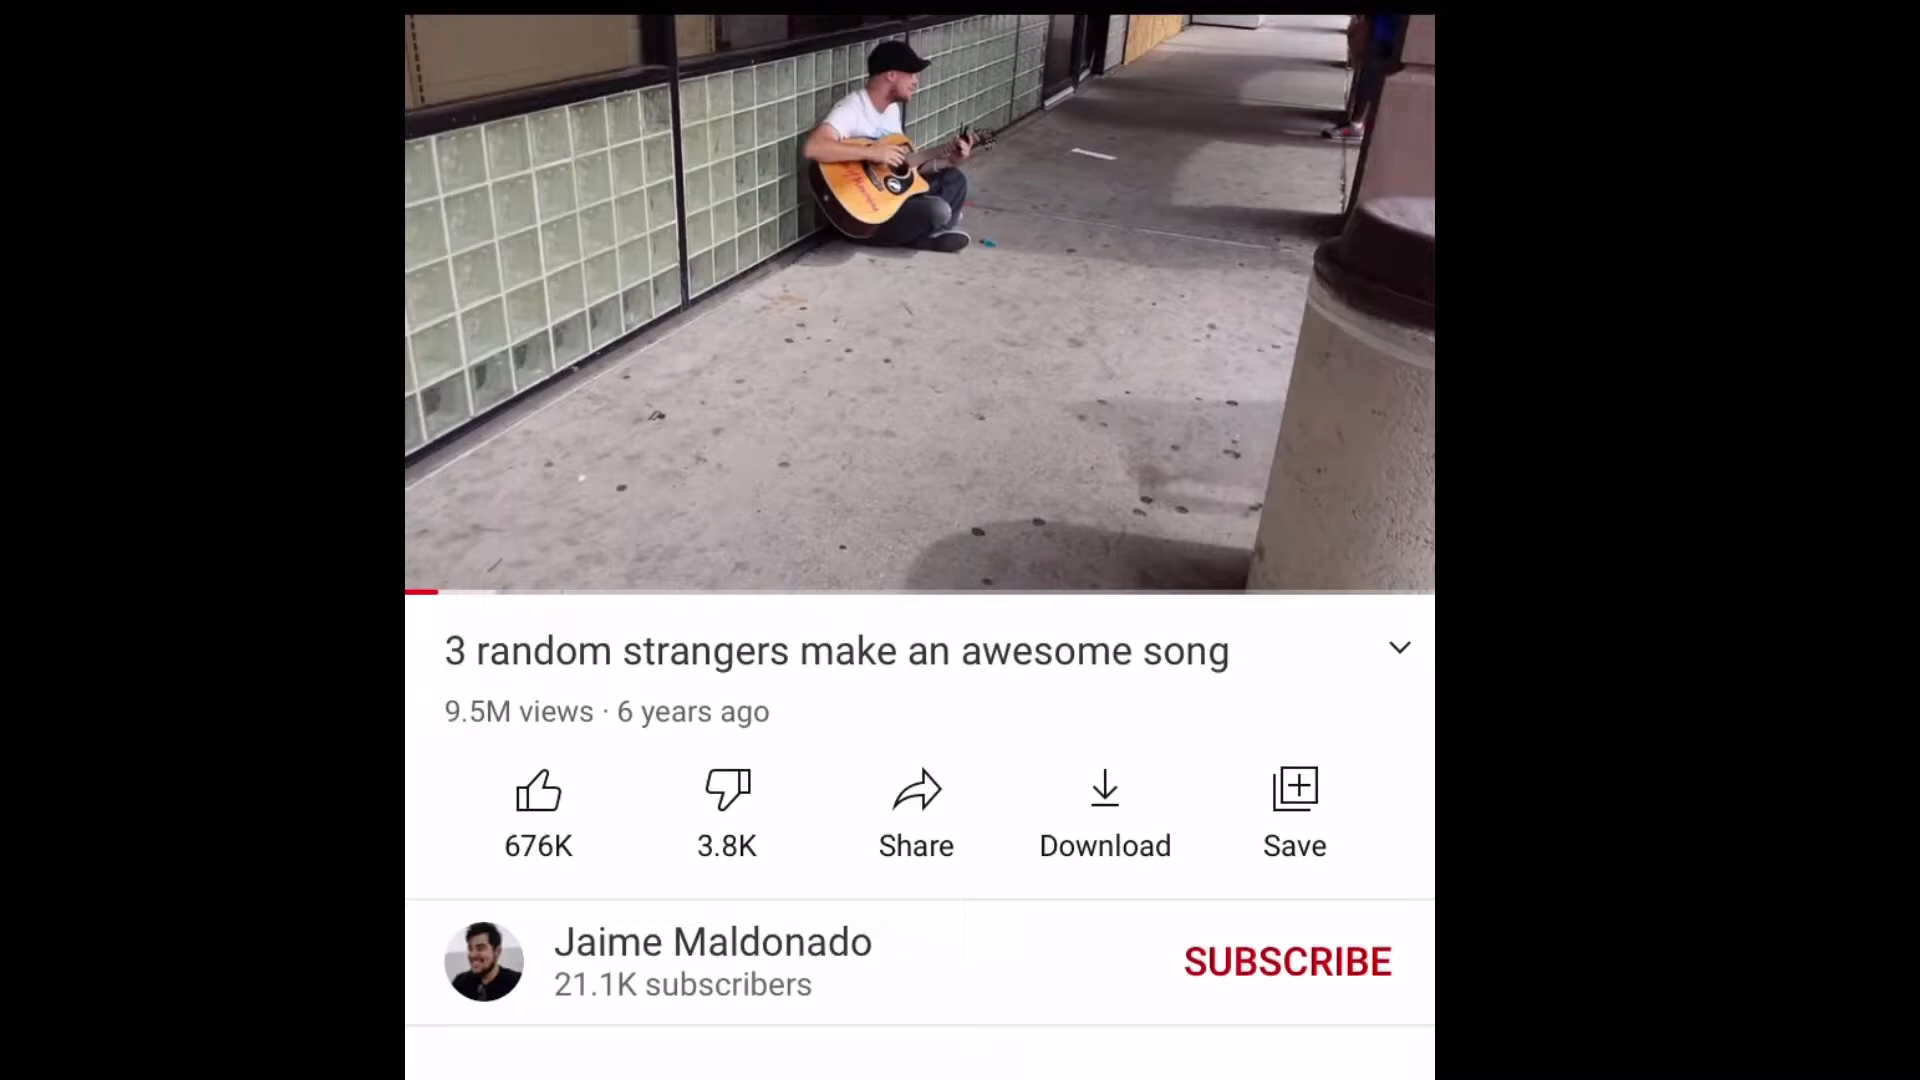 3 random strangers make an awesome song
9.5M views · 6 years ago
676K
3.8K
Share
Download
Save
Jaime Maldonado
21.1K subscribers
SUBSCRIBE